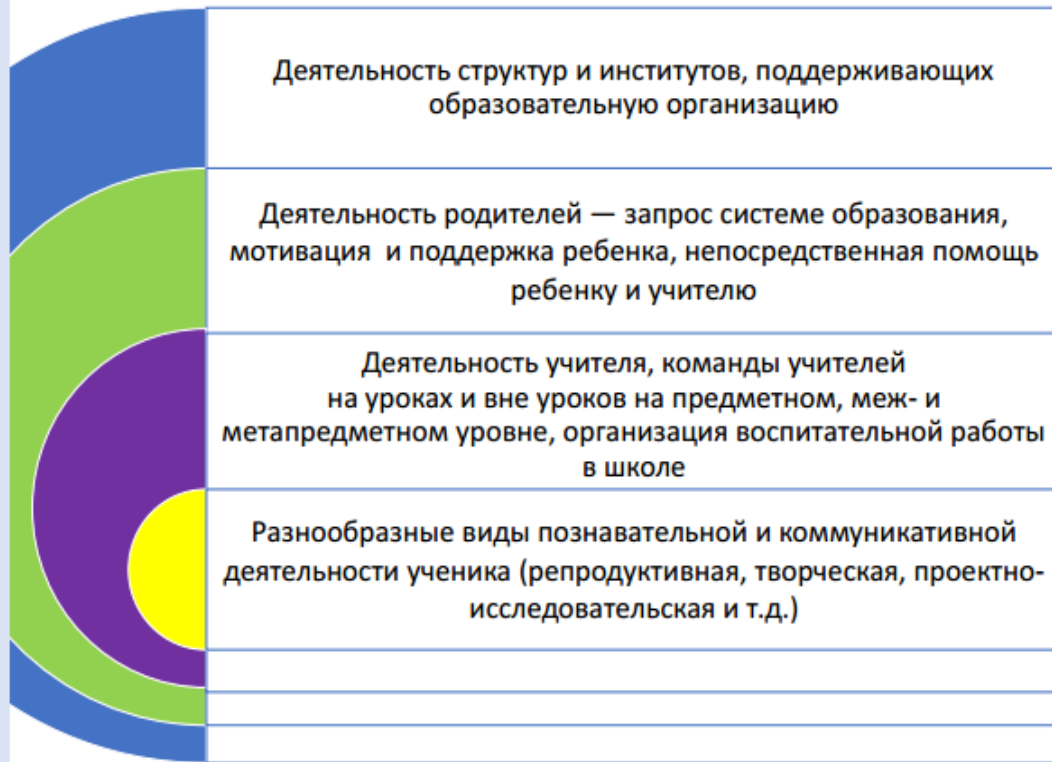 Деятельность структур и институтов, поддерживающих
образовательную организацию
Деятельность родителей — запрос системе образования,
мотивация и поддержка ребенка, непосредственная помощь
ребенку и учителю
Деятельность учителя, команды учителей
на уроках и вне уроков на предметном, меж- и
метапредметном уровне, организация воспитательной работы
в школе
Разнообразные виды познавательной и коммуникативной
деятельности ученика (репродуктивная, творческая, проектно-
исследовательская и т.д.)